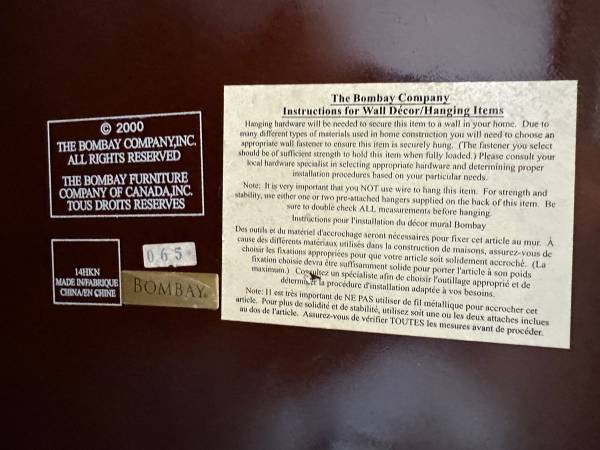 © 2000
THE BOMBAY COMPANY,INC.
ALL RIGHTS RESERVED
THE BOMBAY FURNITURE
COMPANY OF CANADA,INC.
TOUS DROITS RESERVES
14HKN
MADE IN/FABRIQUE
CHINA/EN CHINE
0 6 5
BOMBAY
The Bombay Company
Instructions for Wall Décor/Hanging Items
Hanging hardware will be needed to secure this item to a wall in your home. Due to
many different types of materials used in home construction you will need to choose an
appropriate wall fastener to ensure this item is securely hung. (The fastener you select
should be of sufficient strength to hold this item when fully loaded.) Please consult your
local hardware specialist in selecting appropriate hardware and determining proper
installation procedures based on your particular needs.
Note: It is very important that you NOT use wire to hang this item. For strength and
stability, use either one or two pre-attached hangers supplied on the back of this item. Be
sure to double check ALL measurements before hanging.
Instructions pour l'installation du décor mural Bombay
Des outils et du matériel d'accrochage seront nécessaires pour fixer cet article au mur. À
cause des différents matériaux utilisés dans la construction de maisons, assurez-vous de
choisir les fixations appropriées pour que votre article soit solidement accroché. (La
fixation choisie devra être suffisamment solide pour porter l'article à son poids
maximum.) Consultez un spécialiste afin de choisir l'outillage approprié et de
déterminer la procédure d'installation adaptée à vos besoins.
Note: Il est très important de NE PAS utiliser de fil métallique pour accrocher cet
article. Pour plus de solidité et de stabilité, utilisez soit une ou les deux attaches inclues
au dos de l'article. Assurez-vous de vérifier TOUTES les mesures avant de procéder.